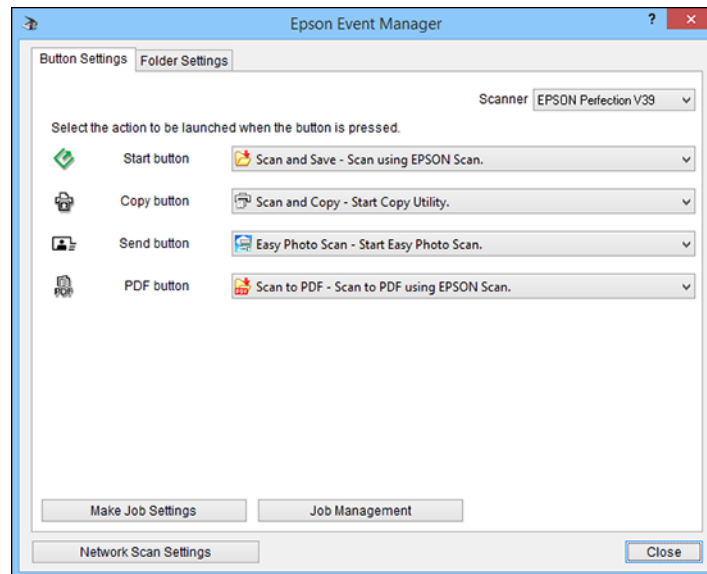 Epson Event Manager
?
Button Settings Folder Settings
Scanner EPSON Perfection V39
Select the action to be launched when the button is pressed.
Start button Scan and Save - Scan using EPSON Scan.
Copy button Scan and Copy - Start Copy Utility.
Send button Easy Photo Scan - Start Easy Photo Scan.
PDF PDF button PDF Scan to PDF - Scan to PDF using EPSON Scan.
Make Job Settings Job Management
Network Scan Settings Close